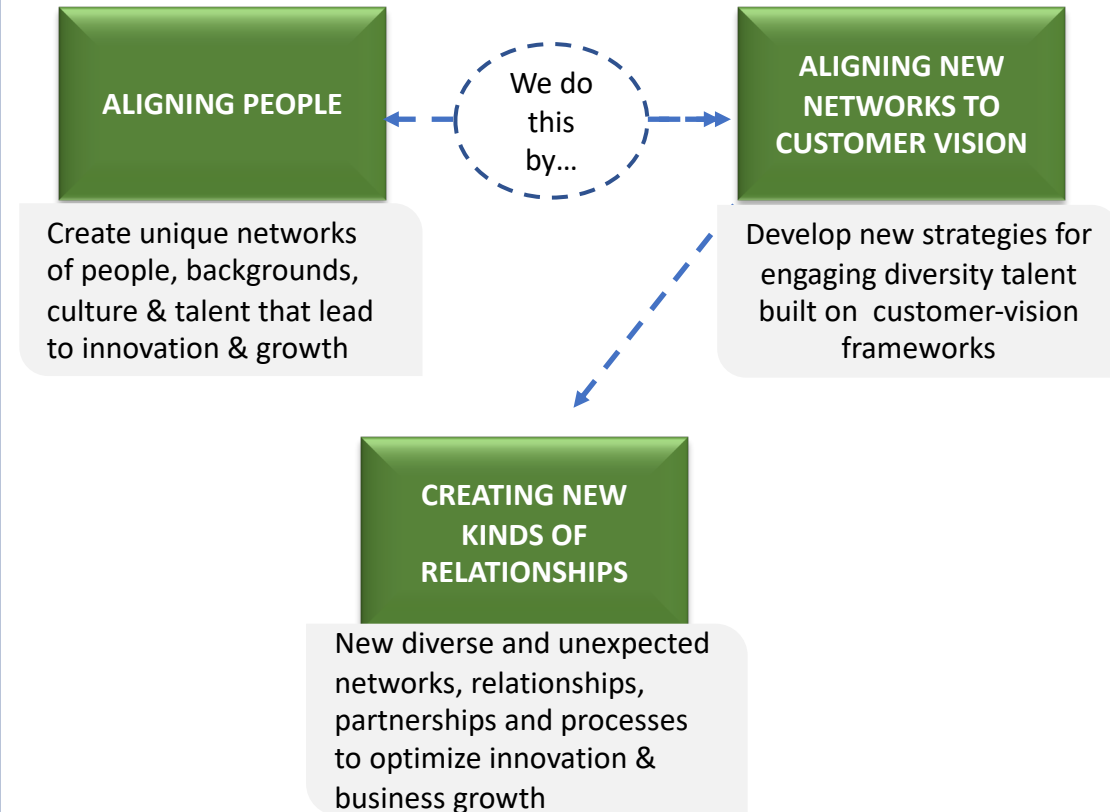 ALIGNING PEOPLE
Create unique networks
of people, backgrounds,
culture & talent that lead
to innovation & growth
We do
this
by...
ALIGNING NEW
NETWORKS TO
CUSTOMER VISION
Develop new strategies for
engaging diversity talent
built on customer-vision
frameworks
CREATING NEW
KINDS OF
RELATIONSHIPS
New diverse and unexpected
networks, relationships,
partnerships and processes
to optimize innovation &
business growth